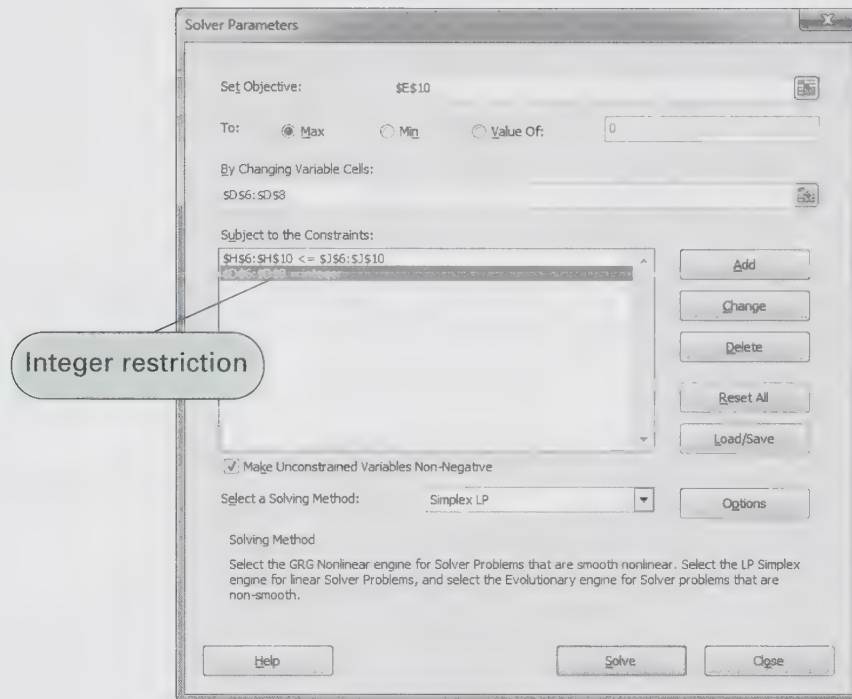 Solver Parameters
Set Objective:
$E$10
To:
Max
Min
Value Of:
0
By Changing Variable Cells:
$D$6:$D$8
Subject to the Constraints:
$H$6:$H$10 <= $J$6:$J$10
$D$6:$D$8 = integer
Add
Change
Delete
Reset All
Load/Save
Integer restriction
Make Unconstrained Variables Non-Negative
Select a Solving Method:
Simplex LP
Options
Solving Method
Select the GRG Nonlinear engine for Solver Problems that are smooth nonlinear. Select the LP Simplex
engine for linear Solver Problems, and select the Evolutionary engine for Solver problems that are
non-smooth.
Help
Solve
Close